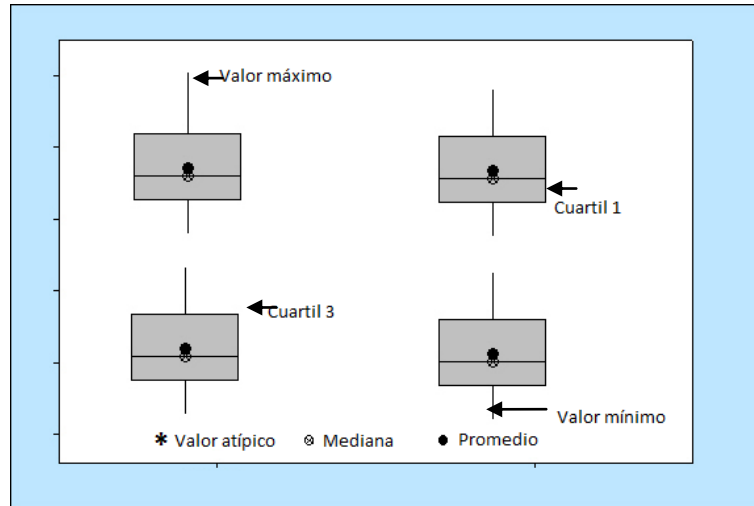 Valor máximo
Cuartil 1
Cuartil 3
Valor mínimo
* Valor atípico Mediana Promedio